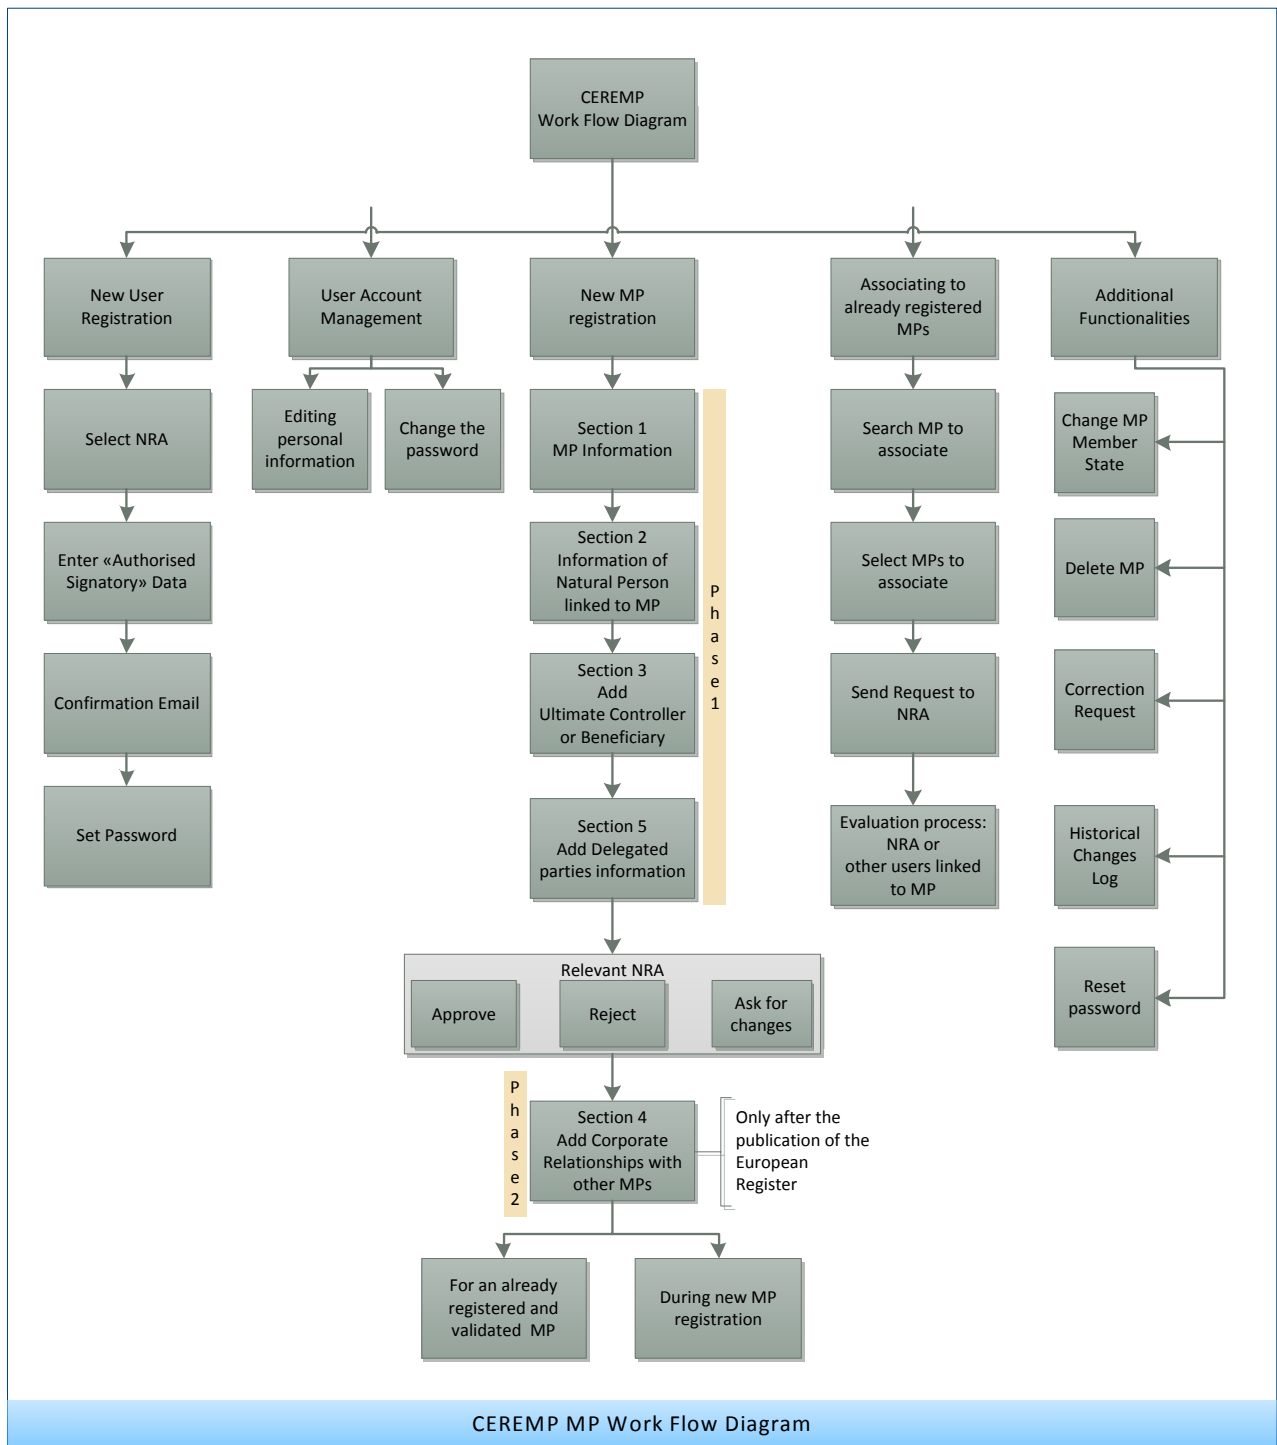 CEREMP
Work Flow Diagram
New User
Registration
User Account
Management
New MP
registration
Associating to
already registered
MPs
Additional
Functionalities
Select NRA
Editing
personal
information
Change the
password
Section 1
MP Information
Search MP to
associate
Change MP
Member
State
Enter «Authorised
Signatory» Data
Section 2
Information of
Natural Person
linked to MP
Select MPs to
associate
Delete MP
Phase1
Confirmation Email
Section 3
Add
Ultimate Controller
or Beneficiary
Send Request to
NRA
Correction
Request
Set Password
Section 5
Add Delegated
parties information
Evaluation process:
NRA or
other users linked
to MP
Historical
Changes
Log
Relevant NRA
Approve
Reject
Ask for
changes
Reset
password
Phase2
Section 4
Add Corporate
Relationships with
other MPs
Only after the
publication of the
European
Register
For an already
registered and
validated MP
During new MP
registration
CEREMP MP Work Flow Diagram